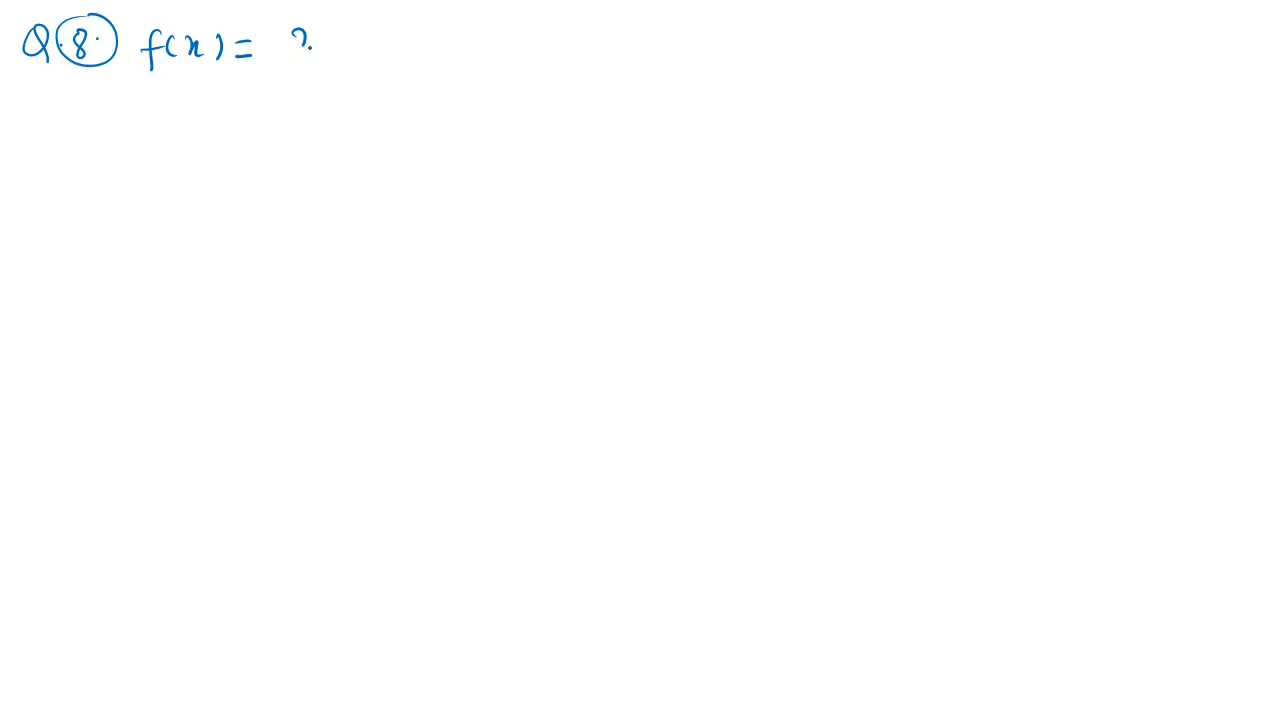 Q 8. f(x) = ?